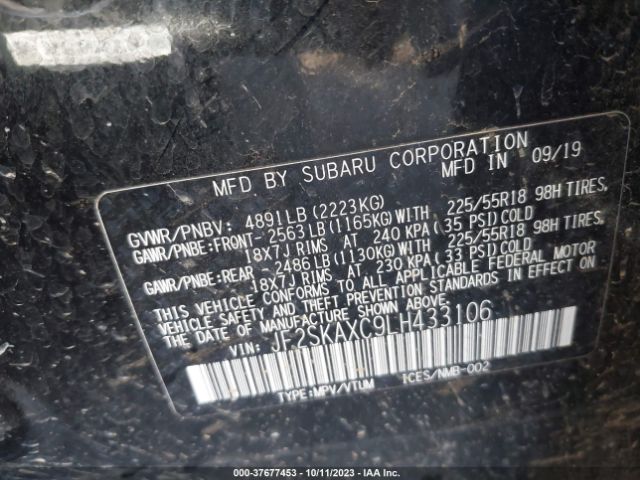 MFD BY SUBARU CORPORATION
MFD IN 09/19
GVWR/PNBV: 4891LB (2223KG)
GAWR/PNBE:FRONT-2563LB(1165KG)WITH 225/55R18 98H TIRES,
18X7J RIMS AT 240 KPA (35 PSI)COLD
GAWR/PNBE:REAR -2486LB(1130KG)WITH 225/55R18 98H TIRES,
18X7J RIMS AT 230 KPA (33 PSI)COLD
THIS VEHICLE CONFORMS TO ALL APPLICABLE FEDERAL MOTOR
VEHICLE SAFETY AND THEFT PREVENTION STANDARDS IN EFFECT ON
THE DATE OF MANUFACTURE SHOWN ABOVE.
VIN: JF2SKAXC9LH433106
TYPE:MPV/VTUM ICES/NMB-002
000-37677453 - 10/11/2023 - IAA Inc.